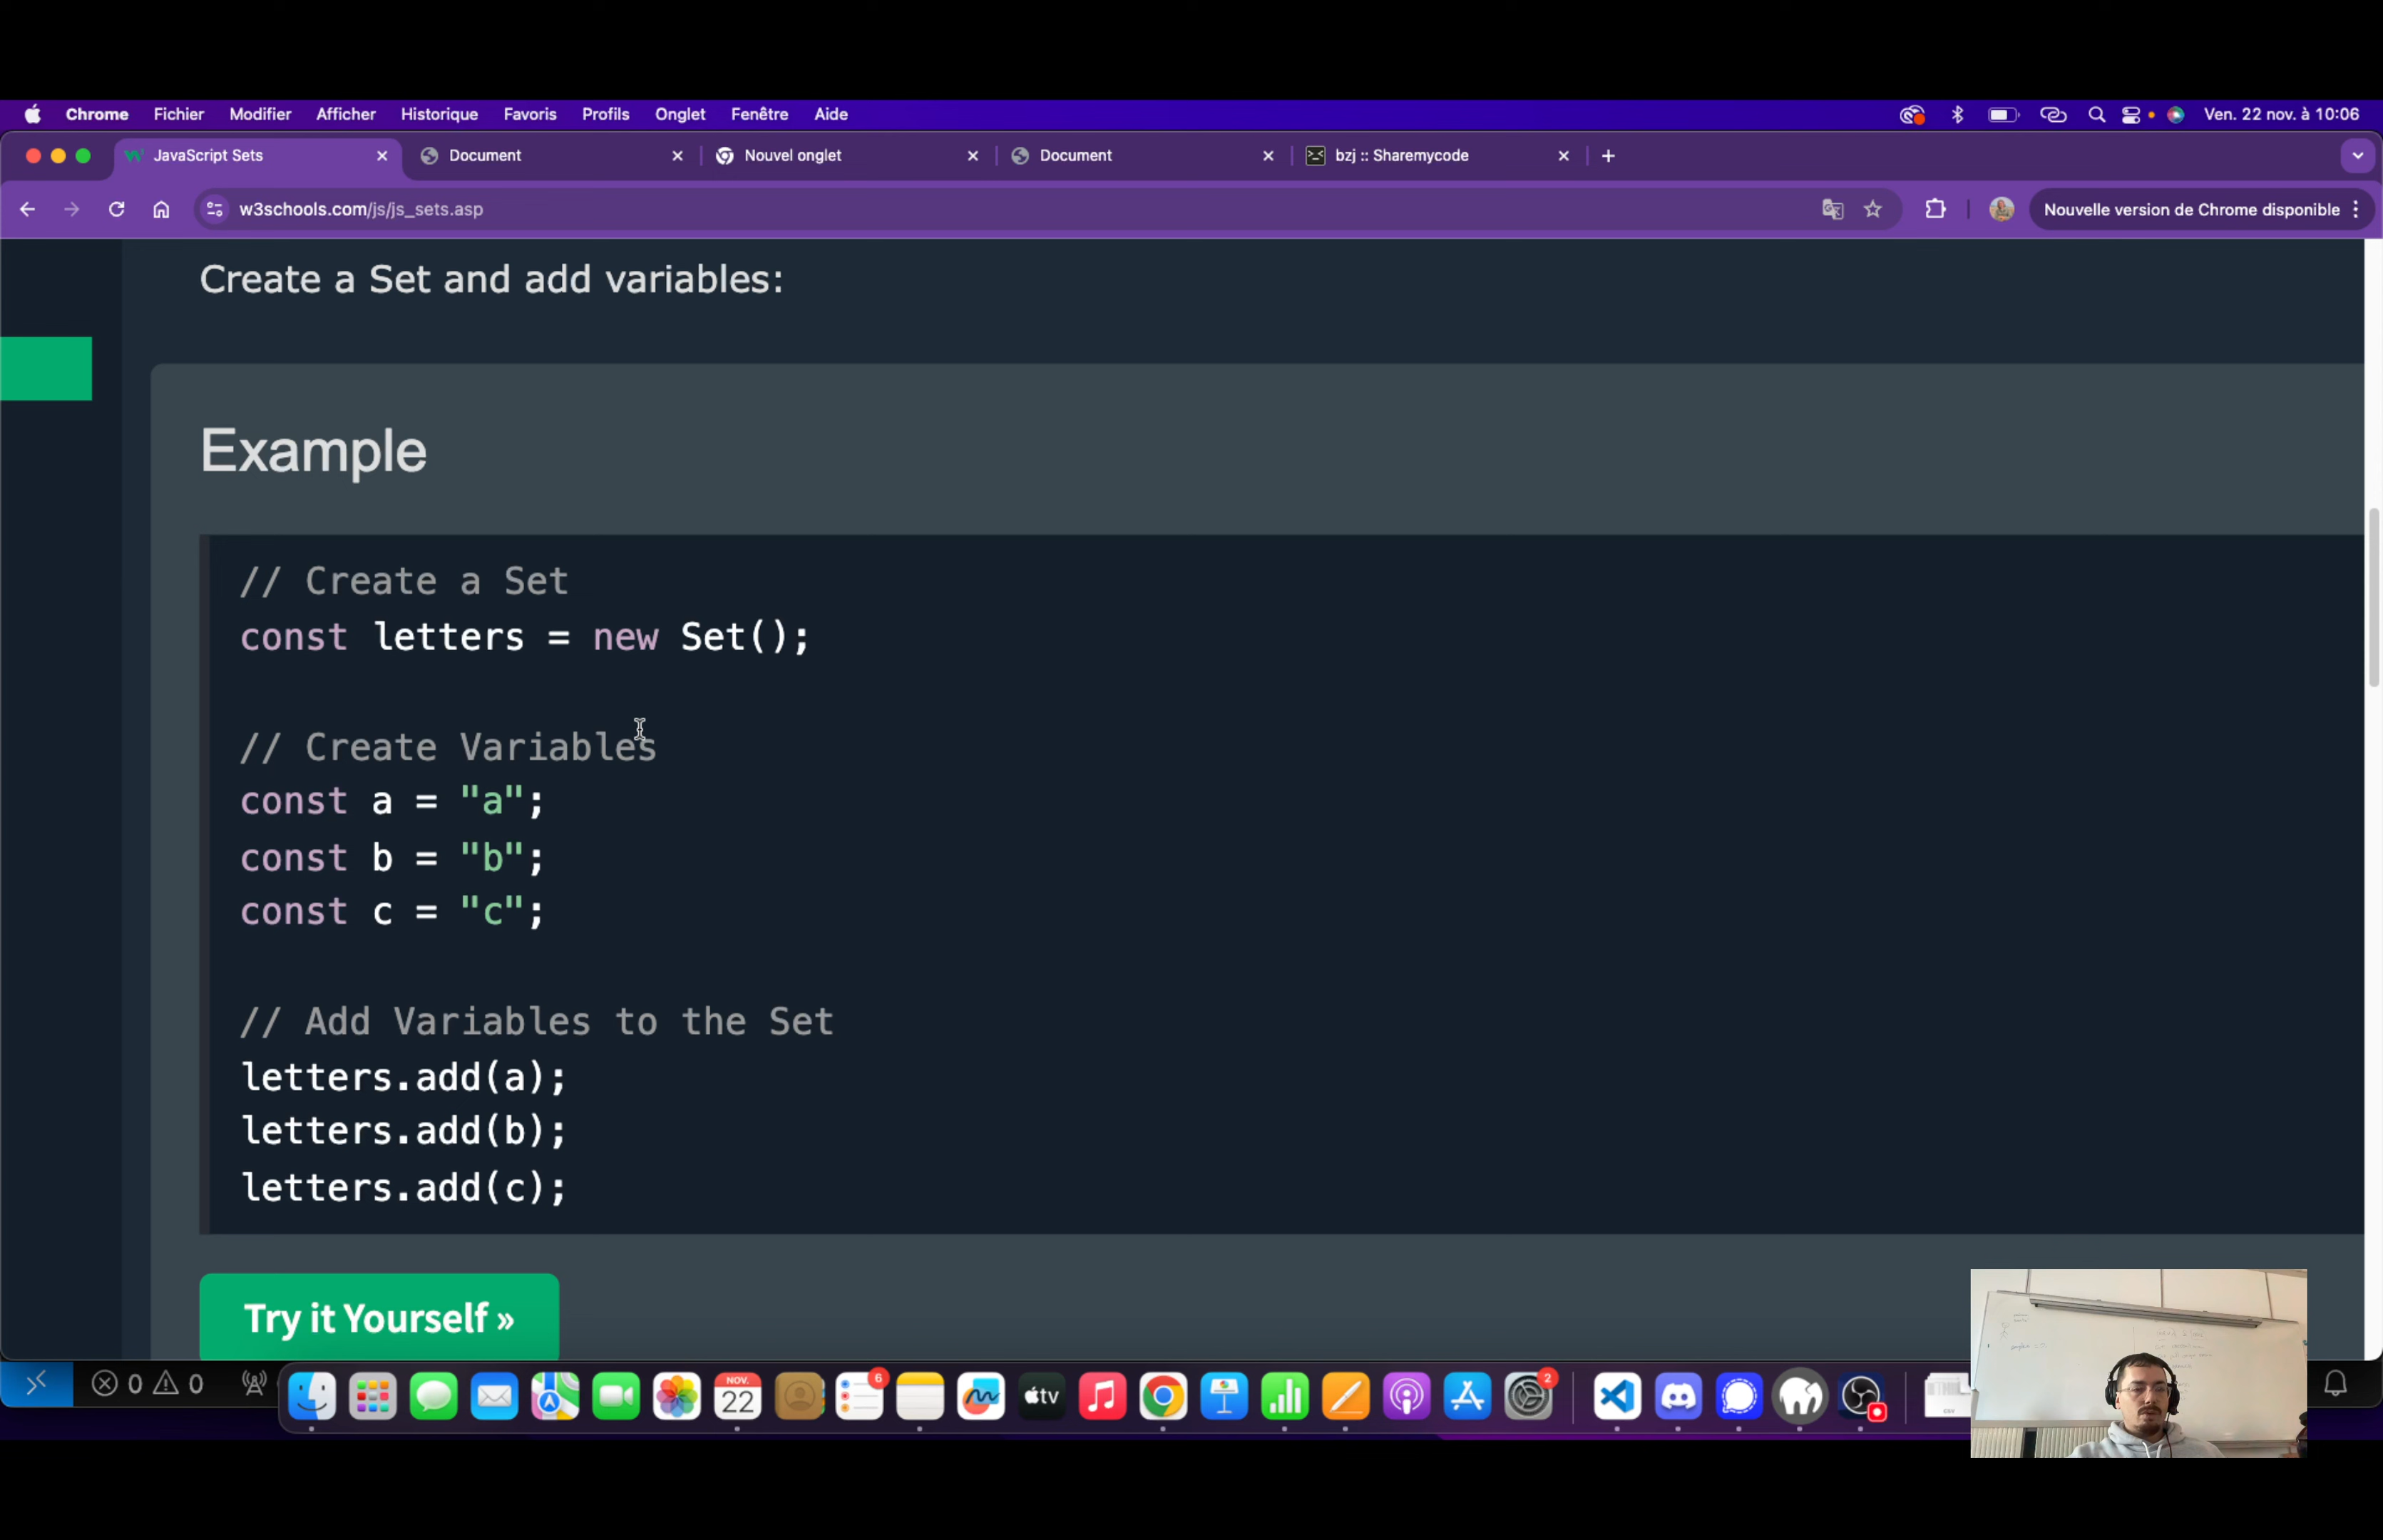 Chrome Fichier Modifier Afficher Historique Favoris Profils Onglet Fenêtre Aide Ven. 22 nov. à 10:06
JavaScript Sets Document Nouvel onglet Document bzj :: Sharemycode
w3schools.com/js/js_sets.asp Nouvelle version de Chrome disponible
Create a Set and add variables:
Example
// Create a Set
const letters = new Set();
// Create Variables
const a = "a";
const b = "b";
const c = "c";
// Add Variables to the Set
letters.add(a);
letters.add(b);
letters.add(c);
Try it Yourself »
0 0 NOV. 22 6 tv 2 CSV